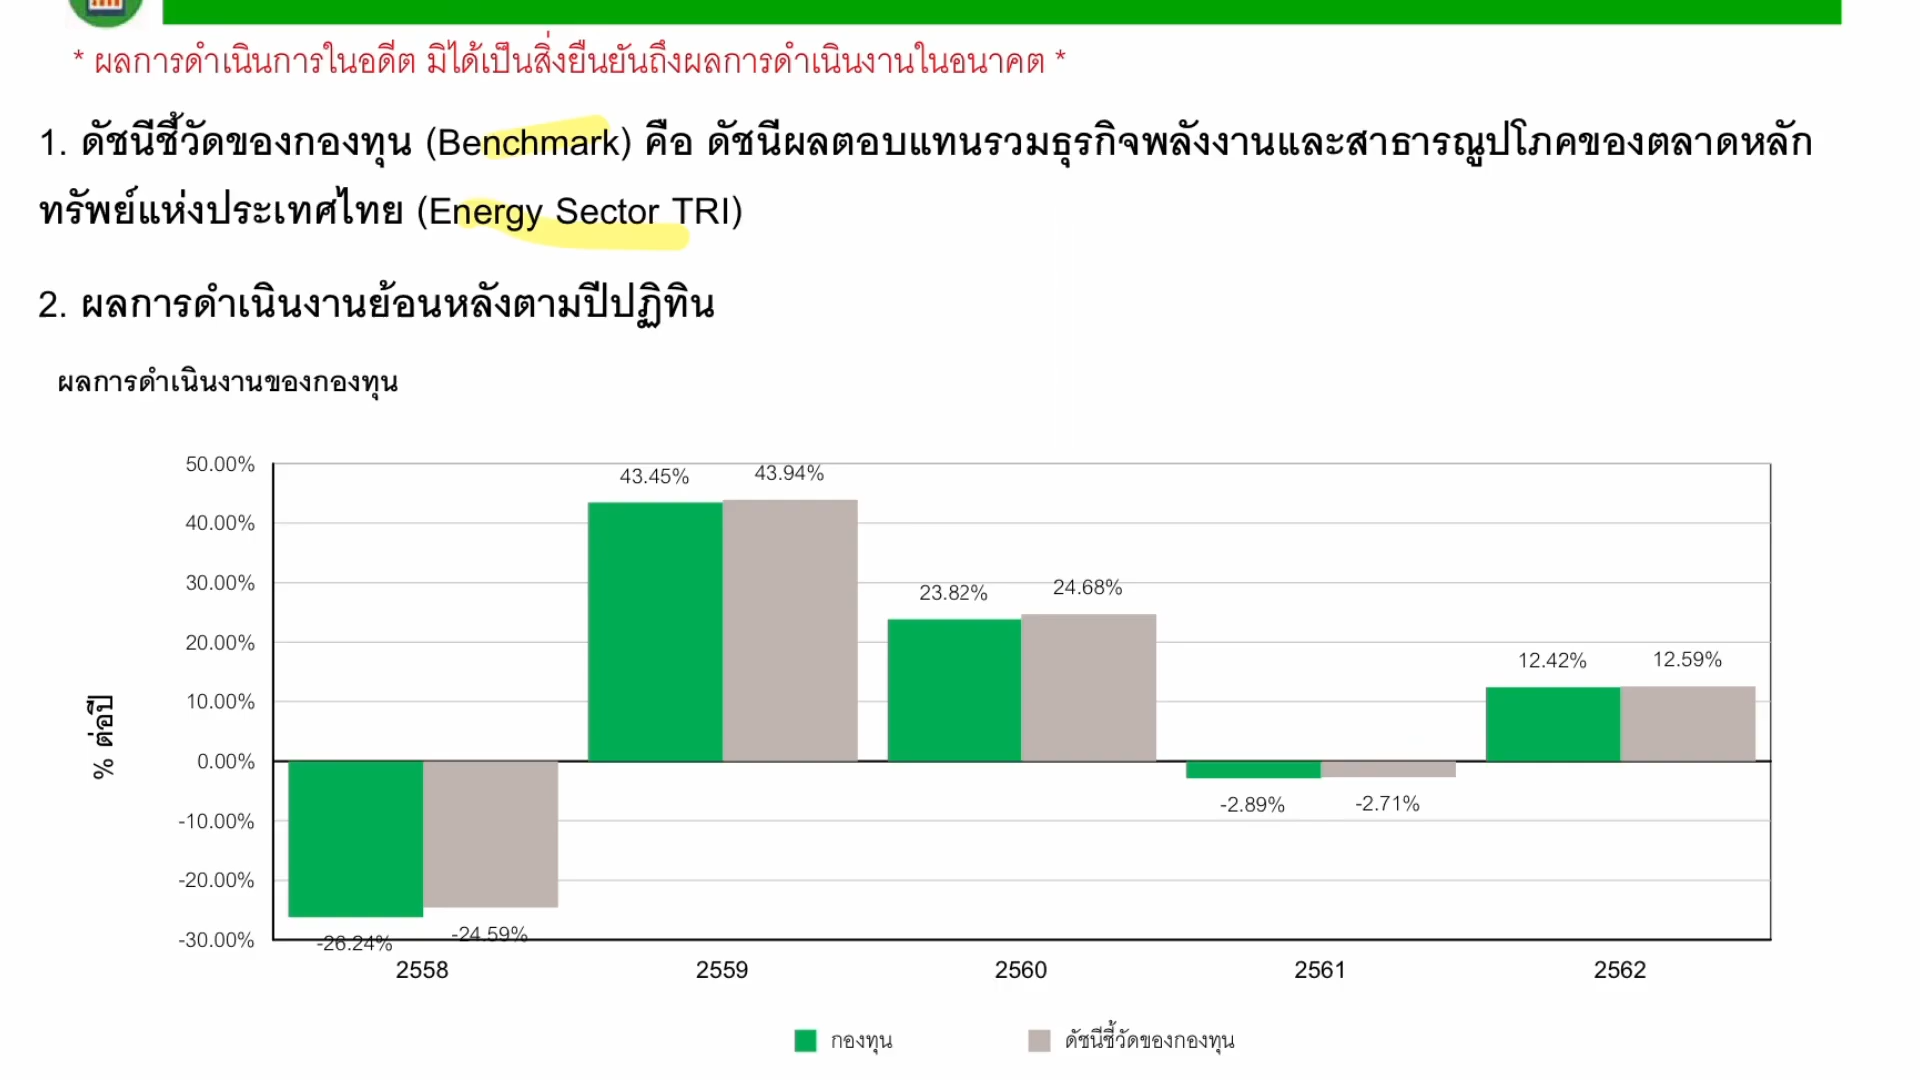 * ผลการดำเนินการในอดีต มิได้เป็นสิ่งยืนยันถึงผลการดำเนินงานในอนาคต *
1. ดัชนีชี้วัดของกองทุน (Benchmark) คือ ดัชนีผลตอบแทนรวมธุรกิจพลังงานและสาธารณูปโภคของตลาดหลัก
ทรัพย์แห่งประเทศไทย (Energy Sector TRI)
2. ผลการดำเนินงานย้อนหลังตามปีปฏิทิน
ผลการดำเนินงานของกองทุน
% ต่อปี
50.00%
40.00%
30.00%
20.00%
10.00%
0.00%
-10.00%
-20.00%
-30.00%
-26.24% -24.59%
43.45% 43.94%
23.82% 24.68%
-2.89% -2.71%
12.42% 12.59%
2558 2559 2560 2561 2562
กองทุน ดัชนีชี้วัดของกองทุน